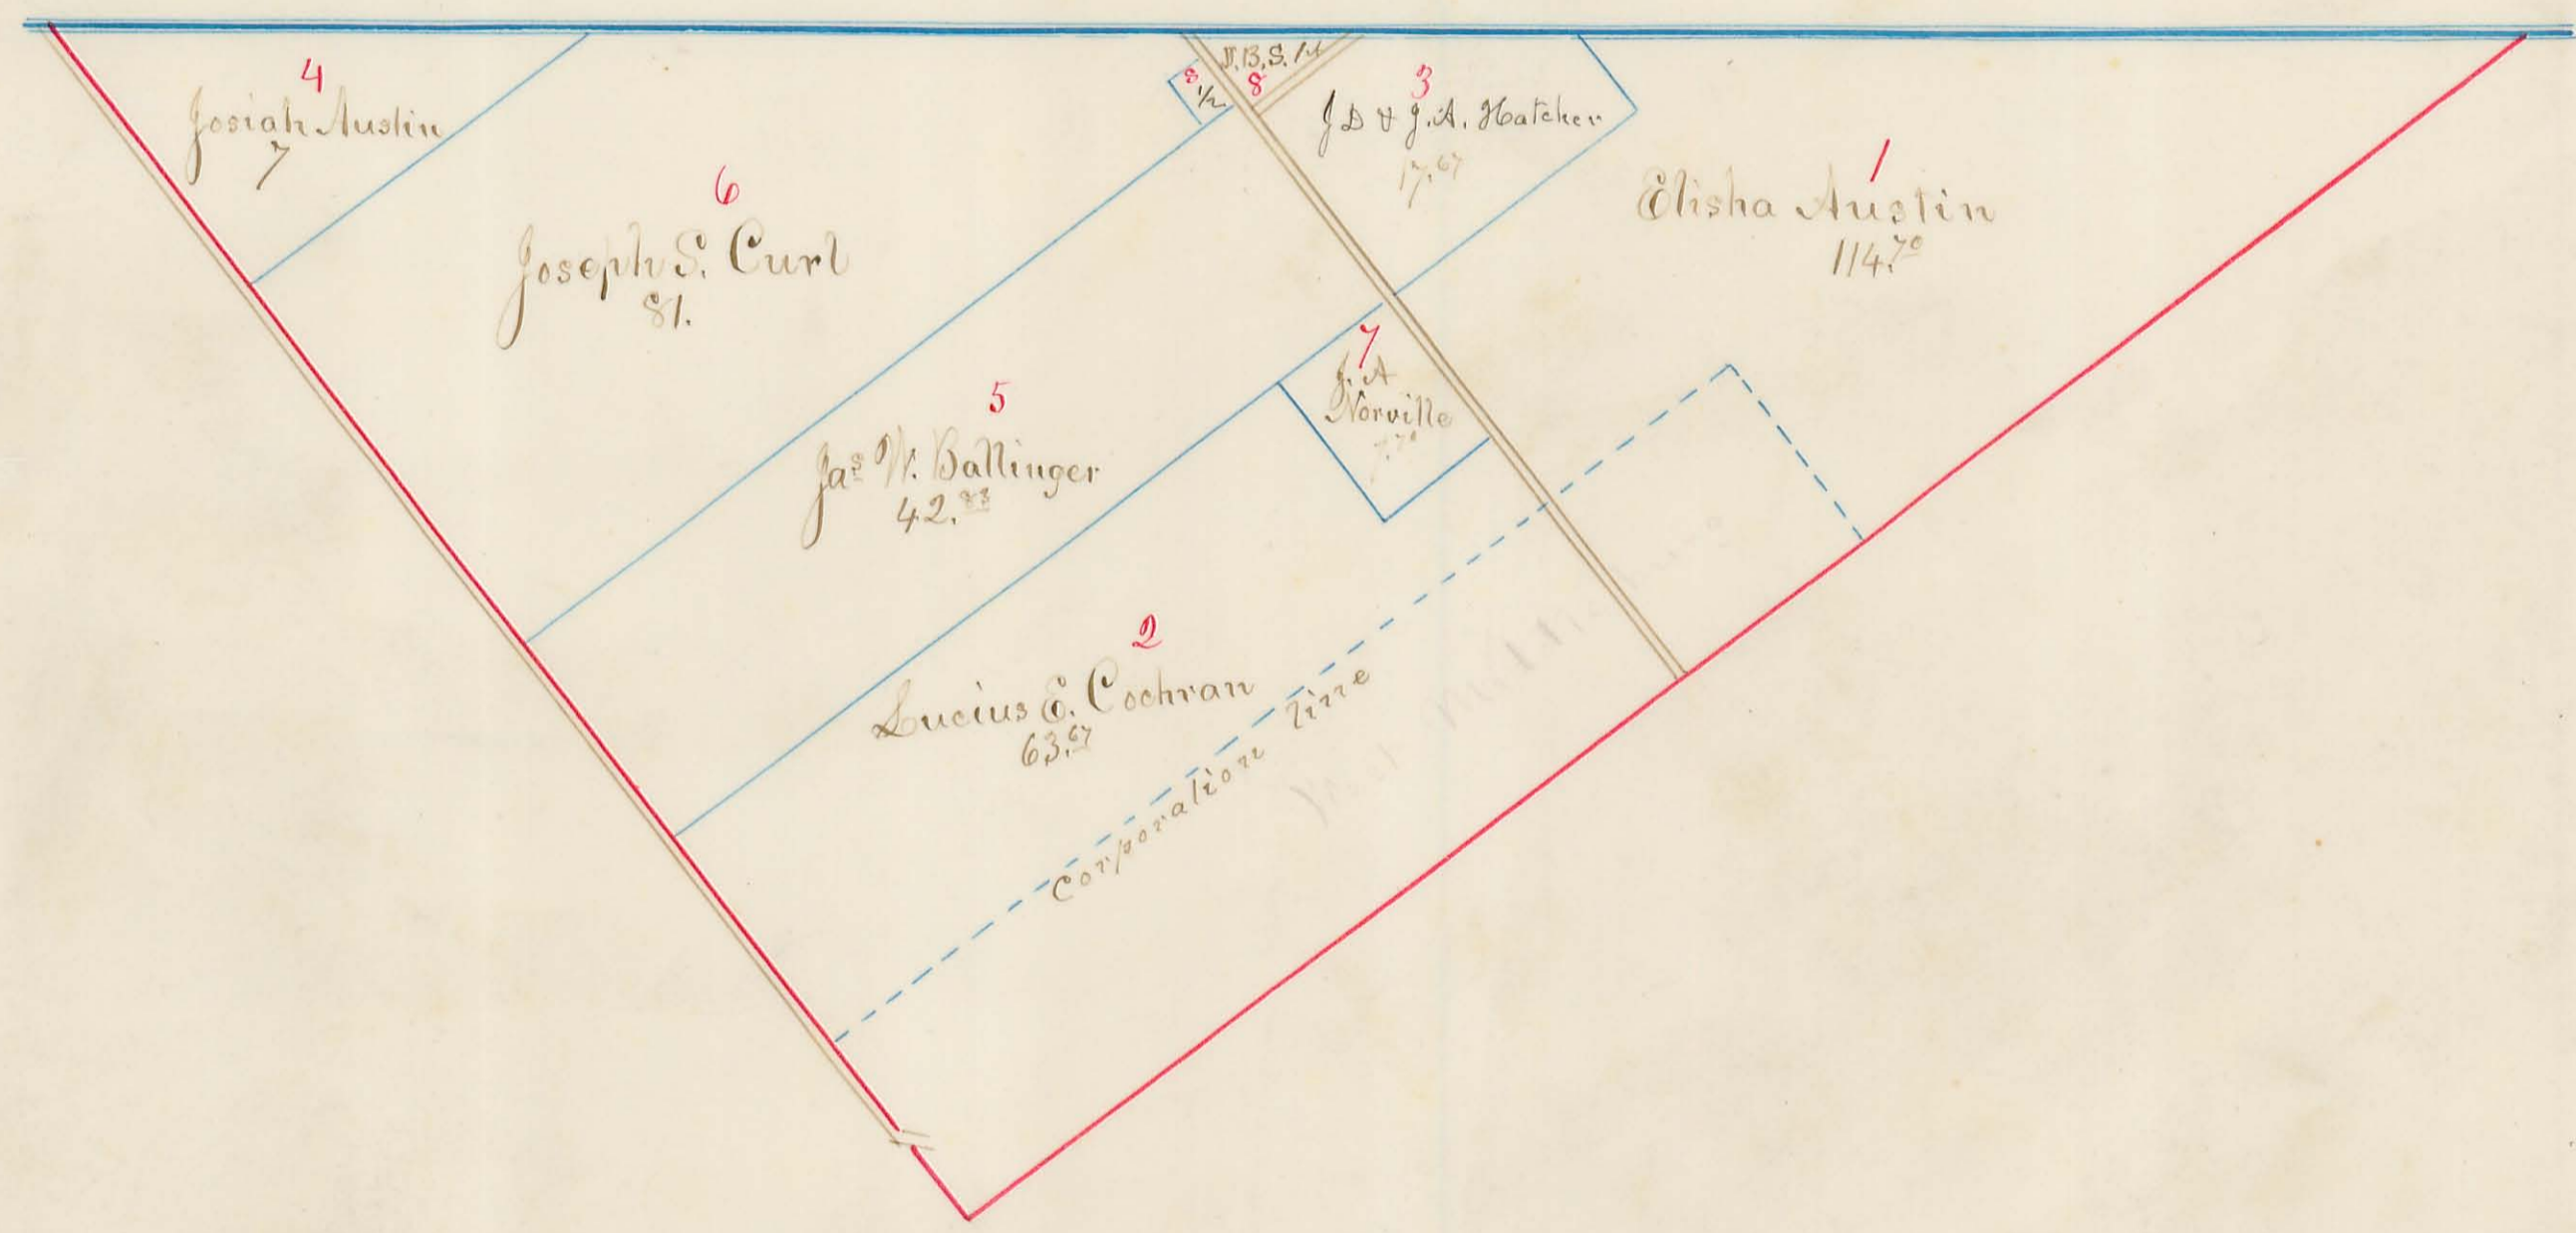 4
Josiah Austin
7
6
Joseph S. Curl
81.
8
1/2
8
3
J D & J. A. Hatcher
17.67
1
Elisha Austin
114.70
5
Jas W. Ballinger
42.83
7
J. A
Norville
7.70
2
Lucius E. Cochran
63.67
Corporation line